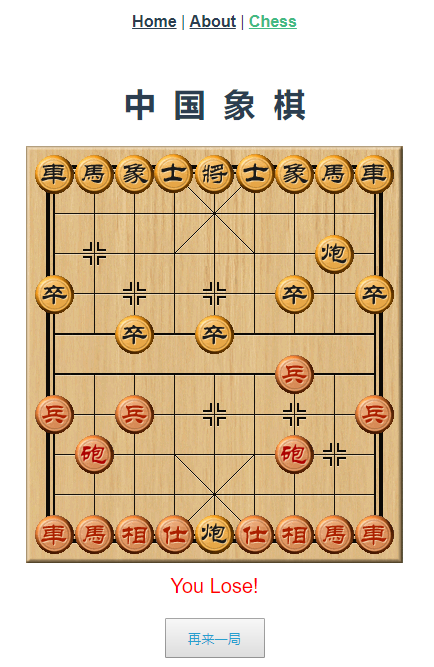 Home | About | Chess
中国象棋
車馬象士将士象馬車
炮
卒卒卒
卒卒
兵
兵兵兵
砲砲
車馬相仕炮仕相馬車
You Lose!
再来一局